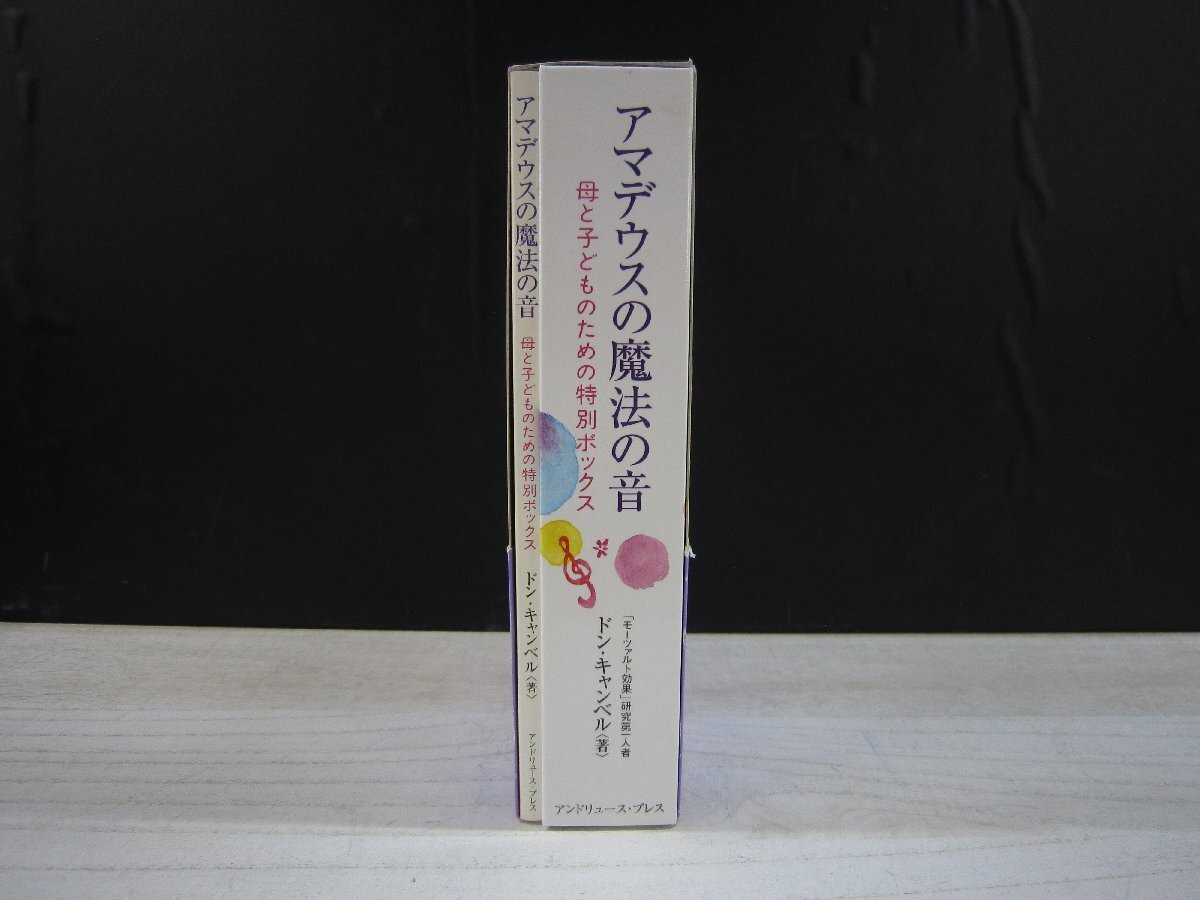 アマデウスの魔法の音
母と子どものための特別ボックス
「モーツァルト効果」研究第一人者
ドン・キャンベル〈著〉
アンドリュース・プレス
アマデウスの魔法の音
母と子どものための特別ボックス
ドン・キャンベル〈著〉
アンドリュース・プレス